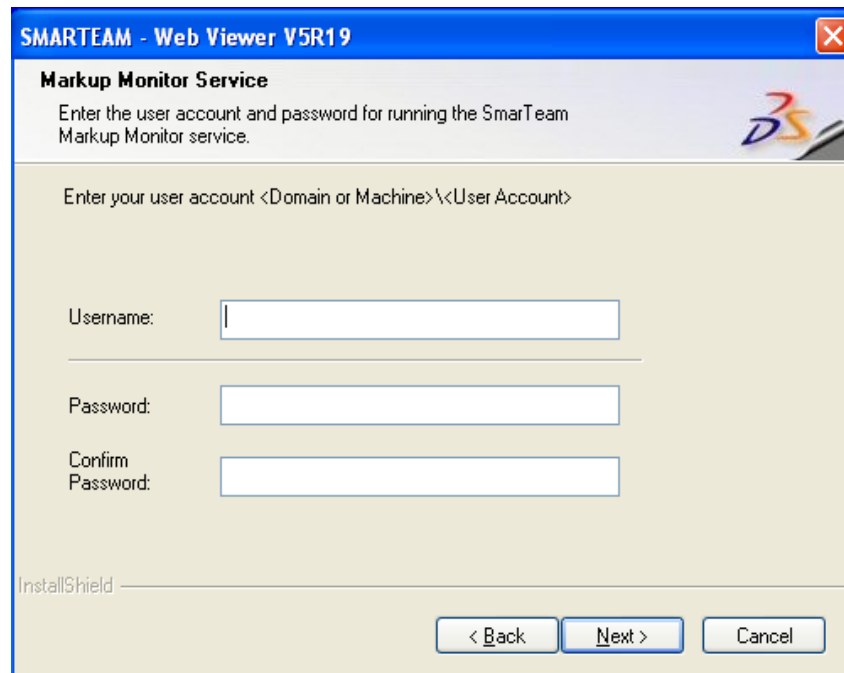 SMARTEAM - Web Viewer V5R19
Markup Monitor Service
Enter the user account and password for running the SmarTeam
Markup Monitor service.
Enter your user account <Domain or Machine>\<User Account>
Username:
Password:
Confirm
Password:
InstallShield
< Back Next > Cancel